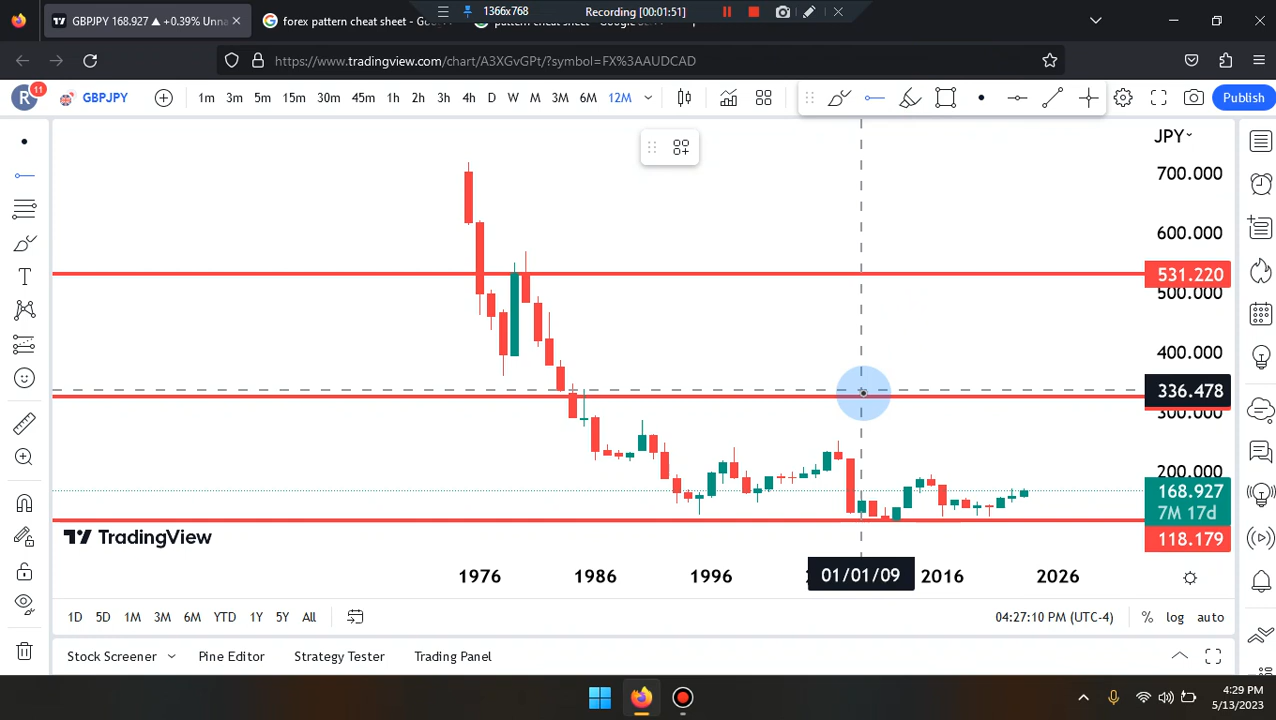 GBPJPY 168.927 ▲ +0.39% Unna
forex pattern cheat sheet - G
1366x768
Recording [00:01:51]
https://www.tradingview.com/chart/A3XGvGPt/?symbol=FX%3AAUDCAD
R 11 GBPJPY 1m 3m 5m 15m 30m 45m 1h 2h 3h 4h D W M 3M 6M 12M Publish
JPY
700.000
600.000
531.220
500.000
400.000
336.478
300.000
200.000
168.927
7M 17d
118.179
TradingView
1976 1986 1996 01/01/09 2016 2026
1D 5D 1M 3M 6M YTD 1Y 5Y All 04:27:10 PM (UTC-4) % log auto
Stock Screener Pine Editor Strategy Tester Trading Panel
4:29 PM
5/13/2023